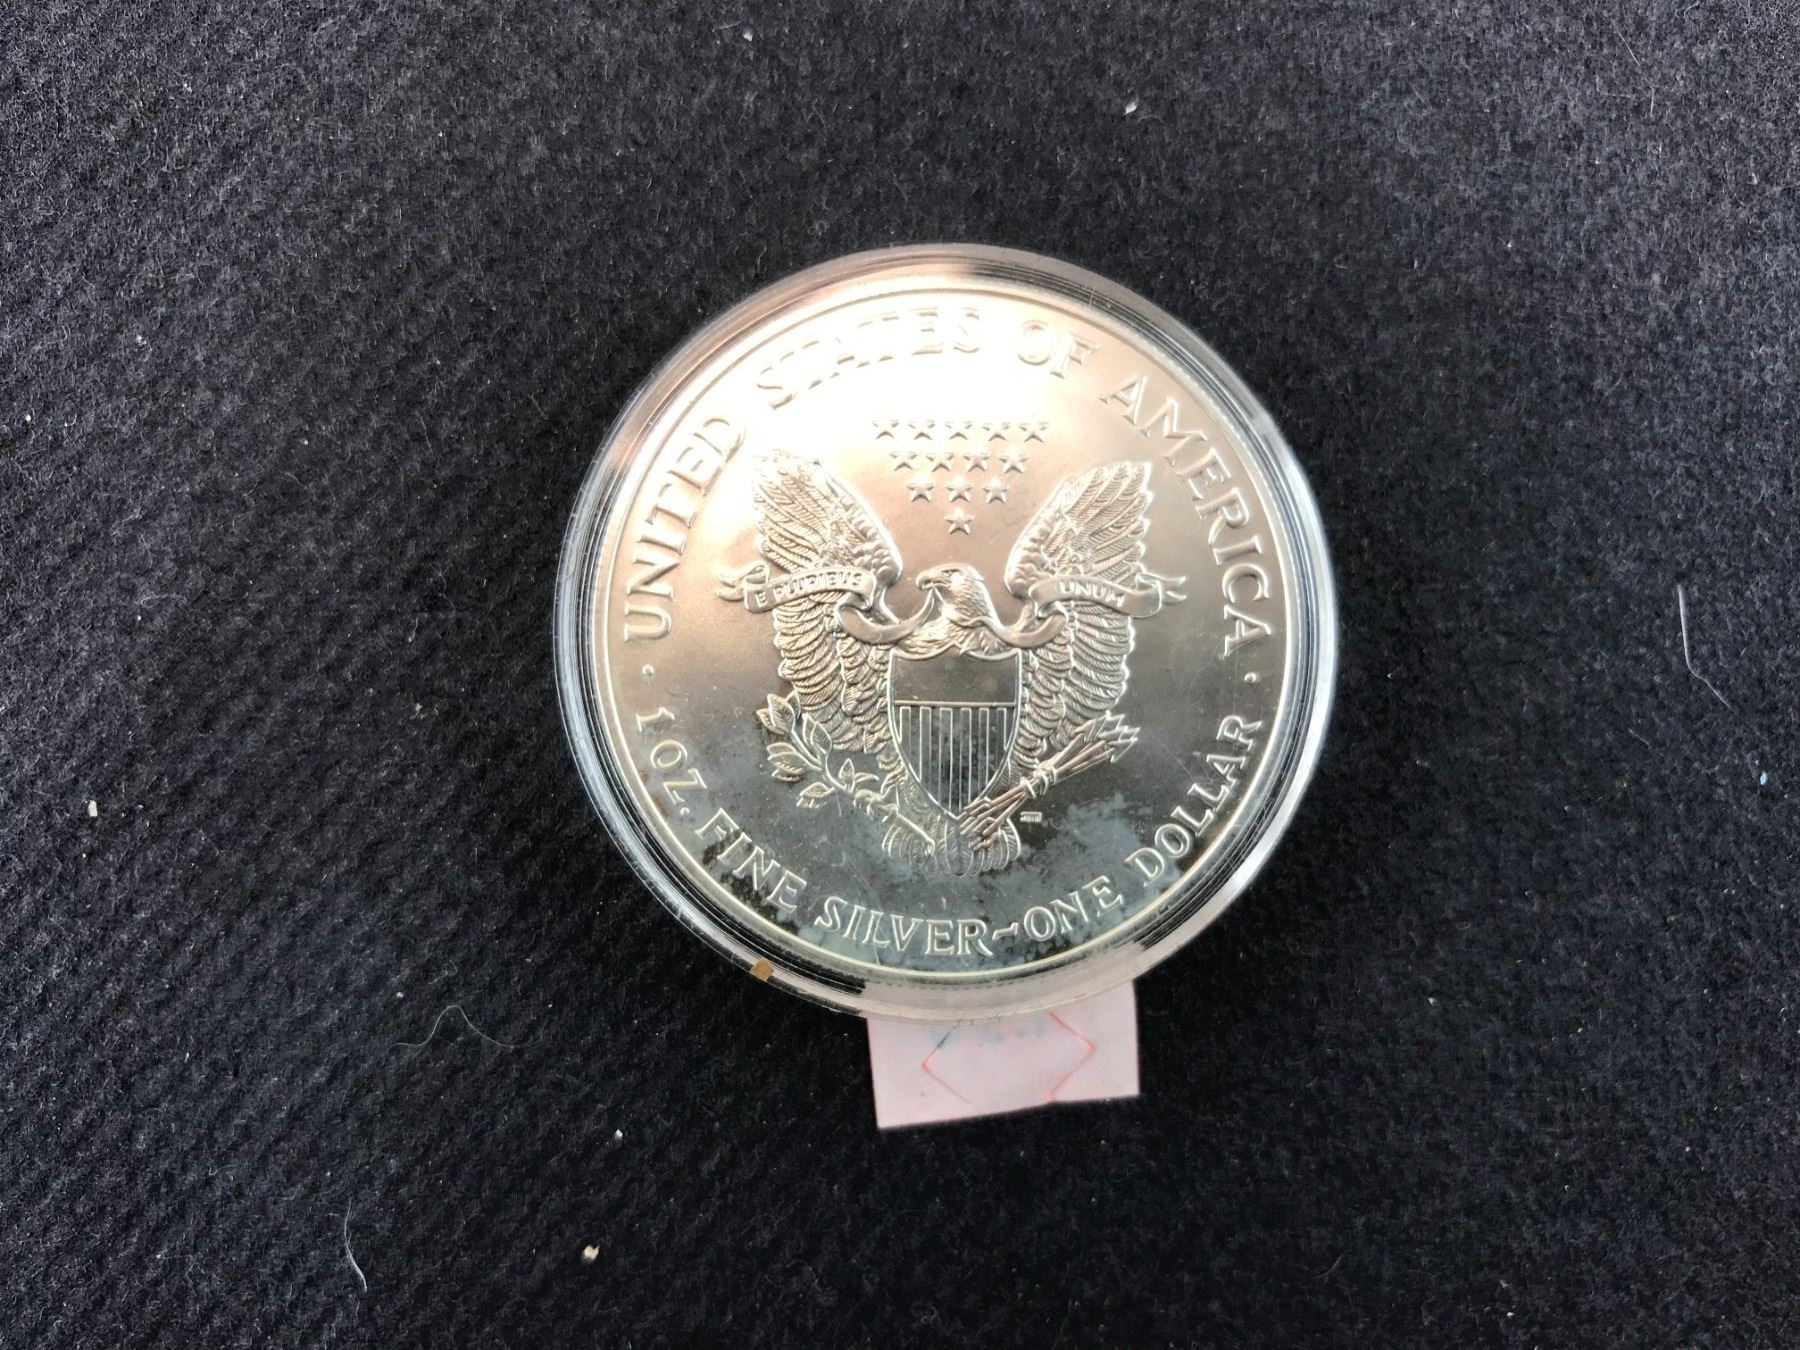 UNITED STATES OF AMERICA
E PLURIBUS UNUM
1 OZ. FINE SILVER~ONE DOLLAR